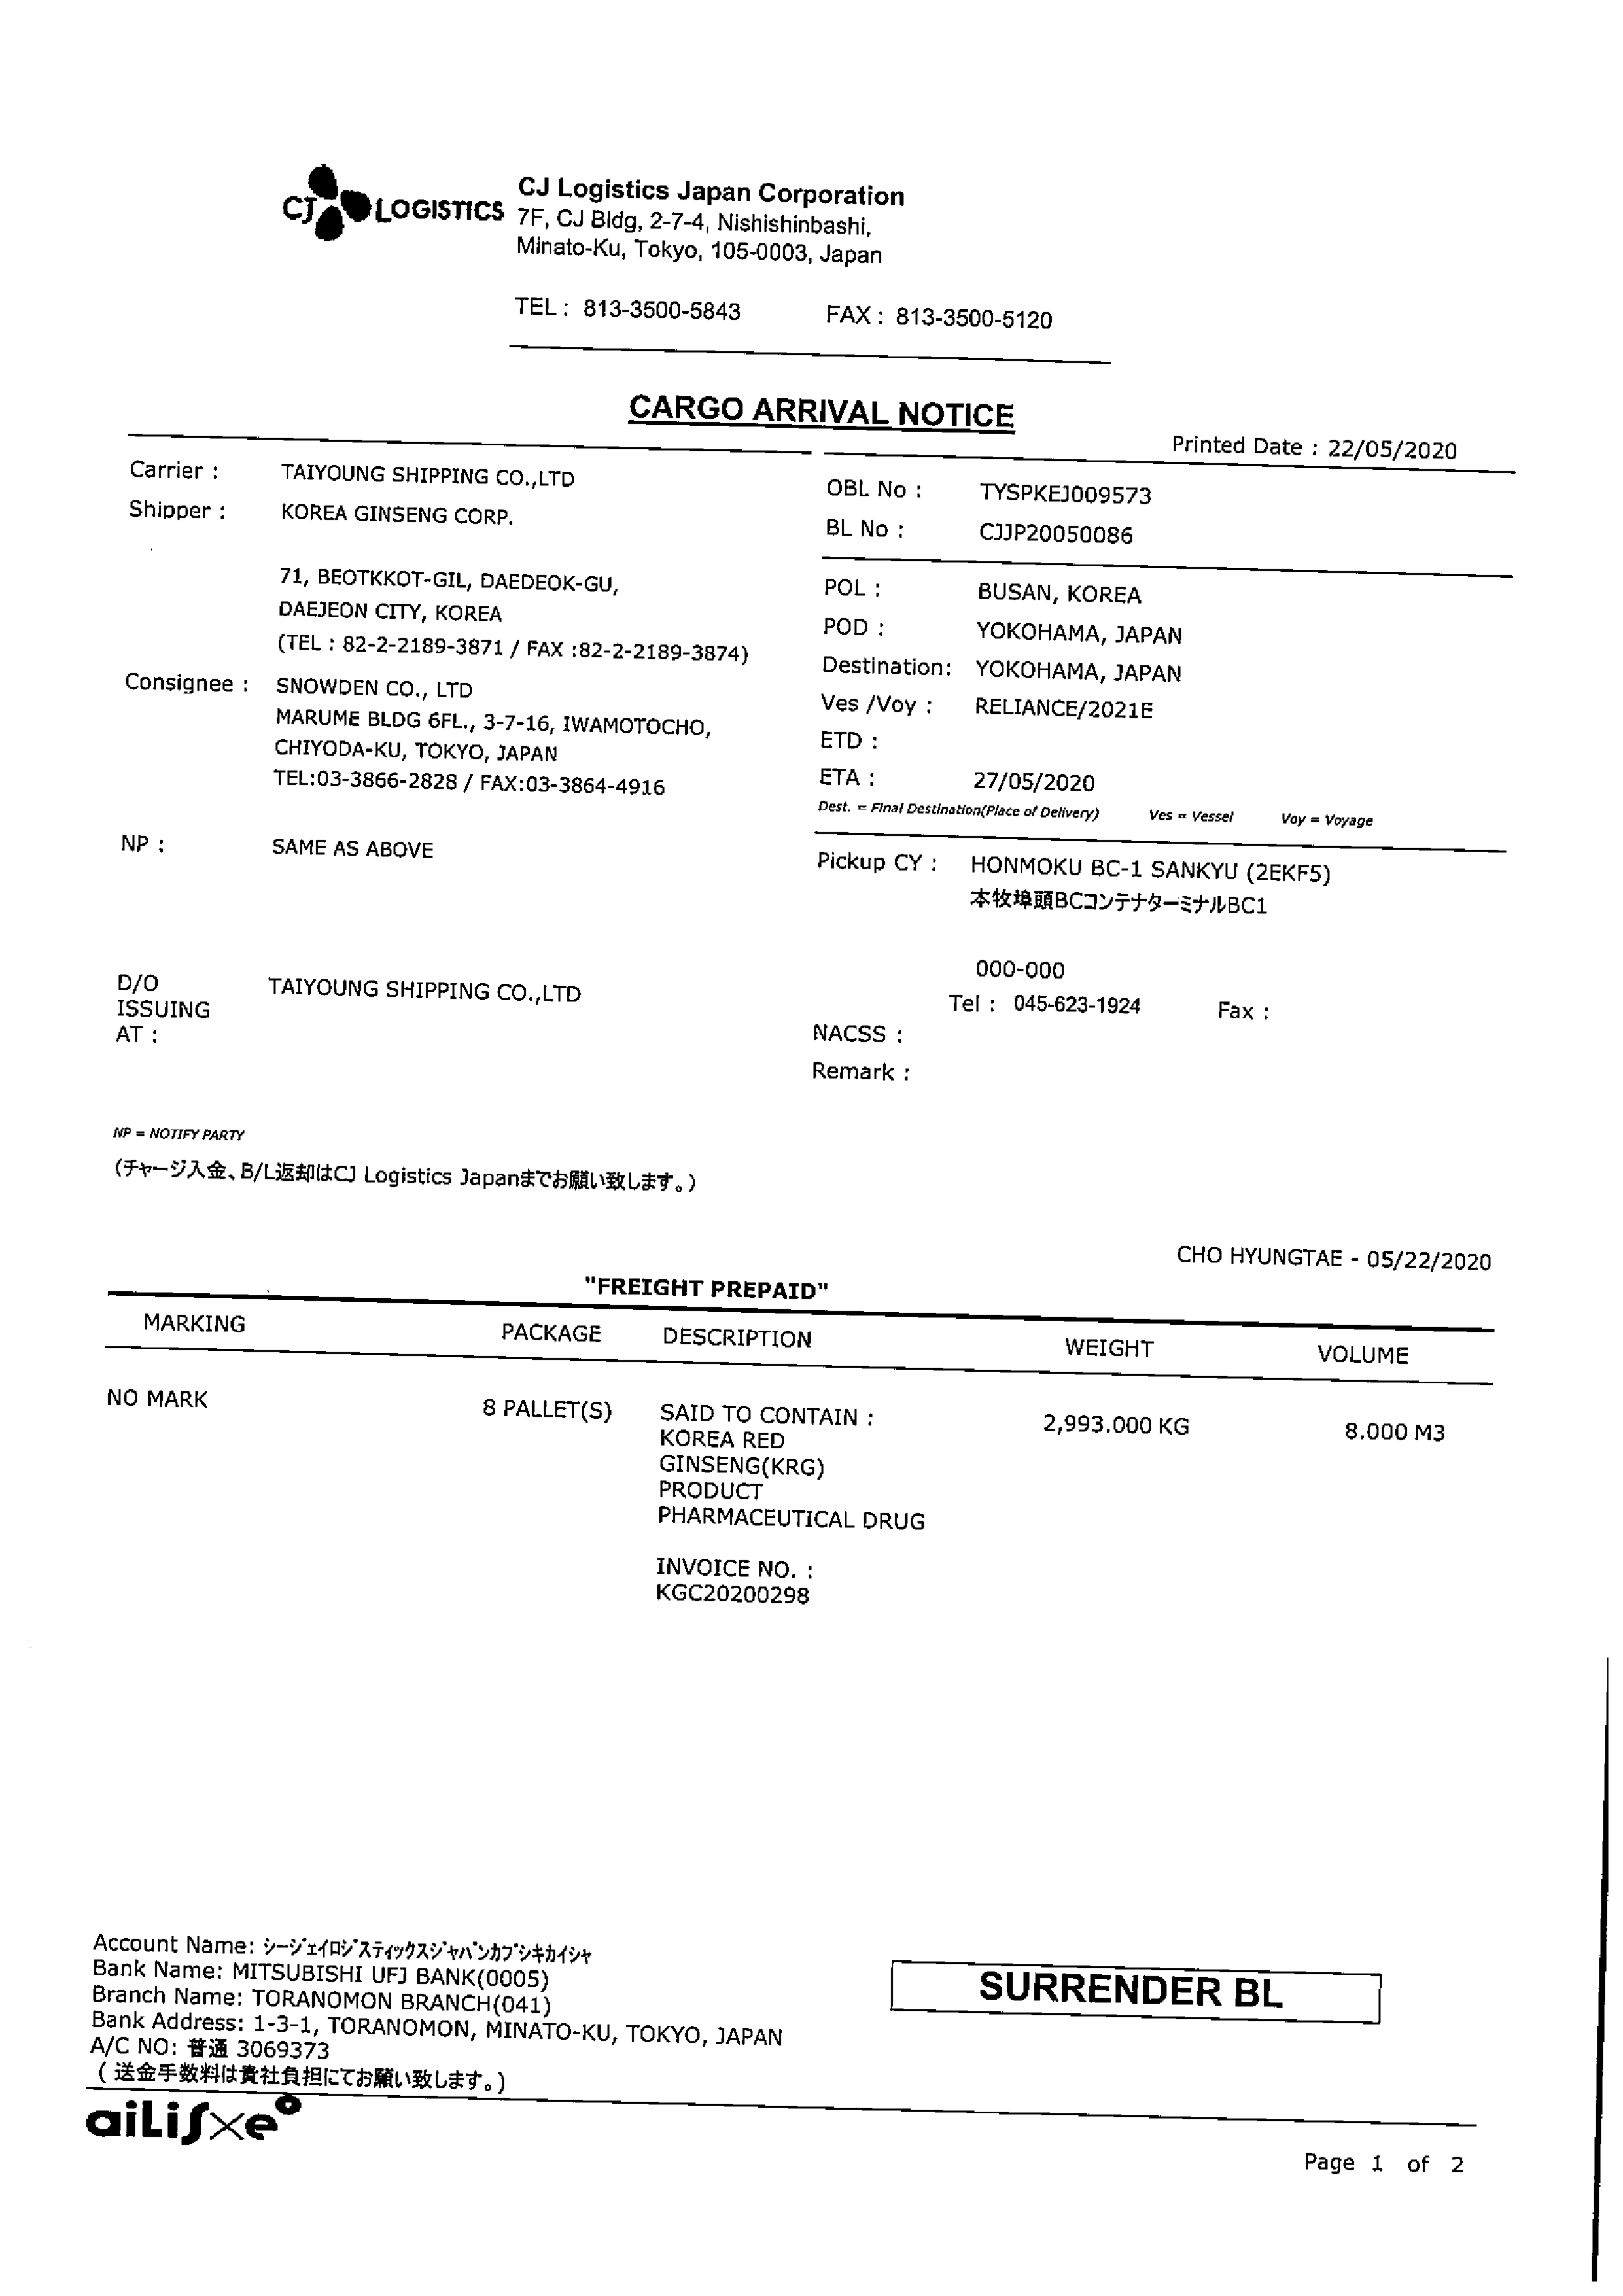 CJ LOGISTICS
CJ Logistics Japan Corporation
7F, CJ Bldg, 2-7-4, Nishishinbashi,
Minato-Ku, Tokyo, 105-0003, Japan
TEL : 813-3500-5843 FAX : 813-3500-5120
CARGO ARRIVAL NOTICE
Printed Date : 22/05/2020
Carrier : TAIYOUNG SHIPPING CO.,LTD
Shipper : KOREA GINSENG CORP.
71, BEOTKKOT-GIL, DAEDEOK-GU,
DAEJEON CITY, KOREA
(TEL : 82-2-2189-3871 / FAX :82-2-2189-3874)
Consignee : SNOWDEN CO., LTD
MARUME BLDG 6FL., 3-7-16, IWAMOTOCHO,
CHIYODA-KU, TOKYO, JAPAN
TEL:03-3866-2828 / FAX:03-3864-4916
NP : SAME AS ABOVE
D/O ISSUING AT : TAIYOUNG SHIPPING CO.,LTD
OBL No : TYSPKEJ009573
BL No : CJJP20050086
POL : BUSAN, KOREA
POD : YOKOHAMA, JAPAN
Destination: YOKOHAMA, JAPAN
Ves /Voy : RELIANCE/2021E
ETD :
ETA : 27/05/2020
Dest. = Final Destination(Place of Delivery) Ves = Vessel Voy = Voyage
Pickup CY : HONMOKU BC-1 SANKYU (2EKF5)
本牧埠頭BCコンテナターミナルBC1
000-000
Tel : 045-623-1924 Fax :
NACSS :
Remark :
NP = NOTIFY PARTY
(チャージ入金、B/L返却はCJ Logistics Japanまでお願い致します。)
CHO HYUNGTAE - 05/22/2020
"FREIGHT PREPAID"
MARKING PACKAGE DESCRIPTION WEIGHT VOLUME
NO MARK 8 PALLET(S) SAID TO CONTAIN : 2,993.000 KG 8.000 M3
KOREA RED
GINSENG(KRG)
PRODUCT
PHARMACEUTICAL DRUG
INVOICE NO. :
KGC20200298
Account Name: シージェイロジスティックスジャパンカブシキカイシャ
Bank Name: MITSUBISHI UFJ BANK(0005)
Branch Name: TORANOMON BRANCH(041)
Bank Address: 1-3-1, TORANOMON, MINATO-KU, TOKYO, JAPAN
A/C NO: 普通 3069373
( 送金手数料は貴社負担にてお願い致します。)
SURRENDER BL
Page 1 of 2